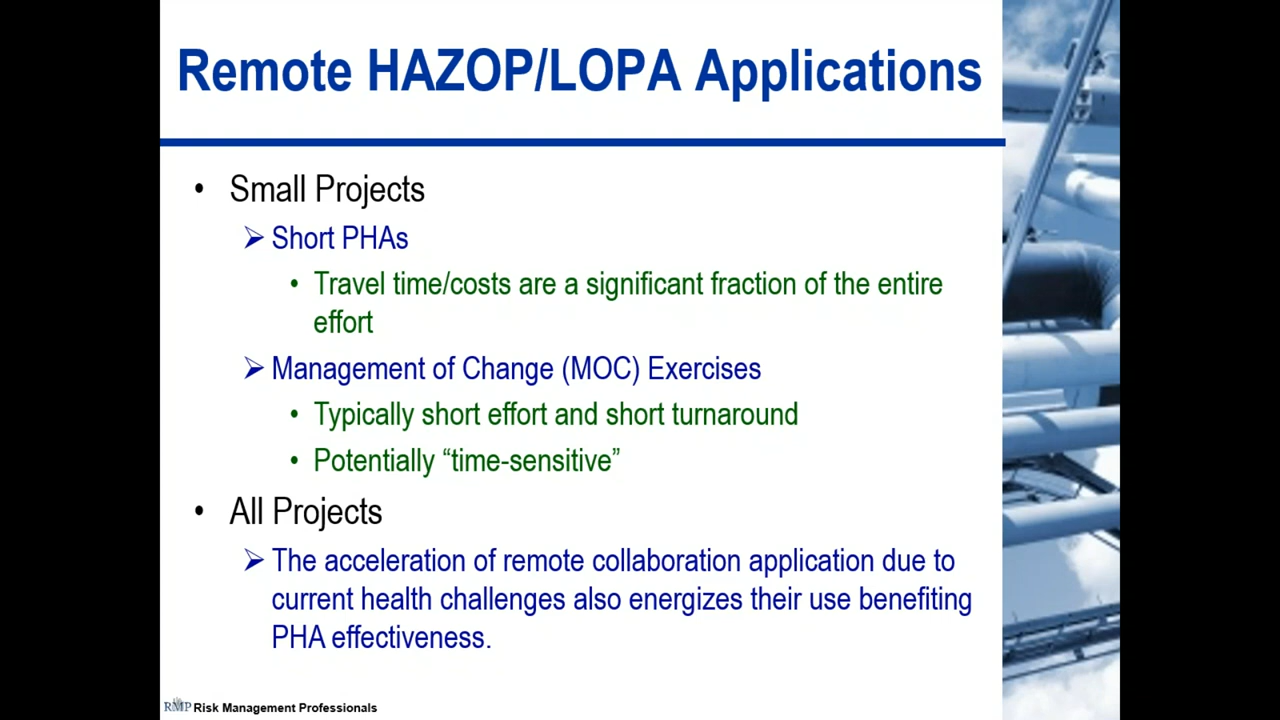 Remote HAZOP/LOPA Applications
• Small Projects
➢ Short PHAs
• Travel time/costs are a significant fraction of the entire
effort
➢ Management of Change (MOC) Exercises
• Typically short effort and short turnaround
• Potentially “time-sensitive”
• All Projects
➢ The acceleration of remote collaboration application due to
current health challenges also energizes their use benefiting
PHA effectiveness.
RMP Risk Management Professionals